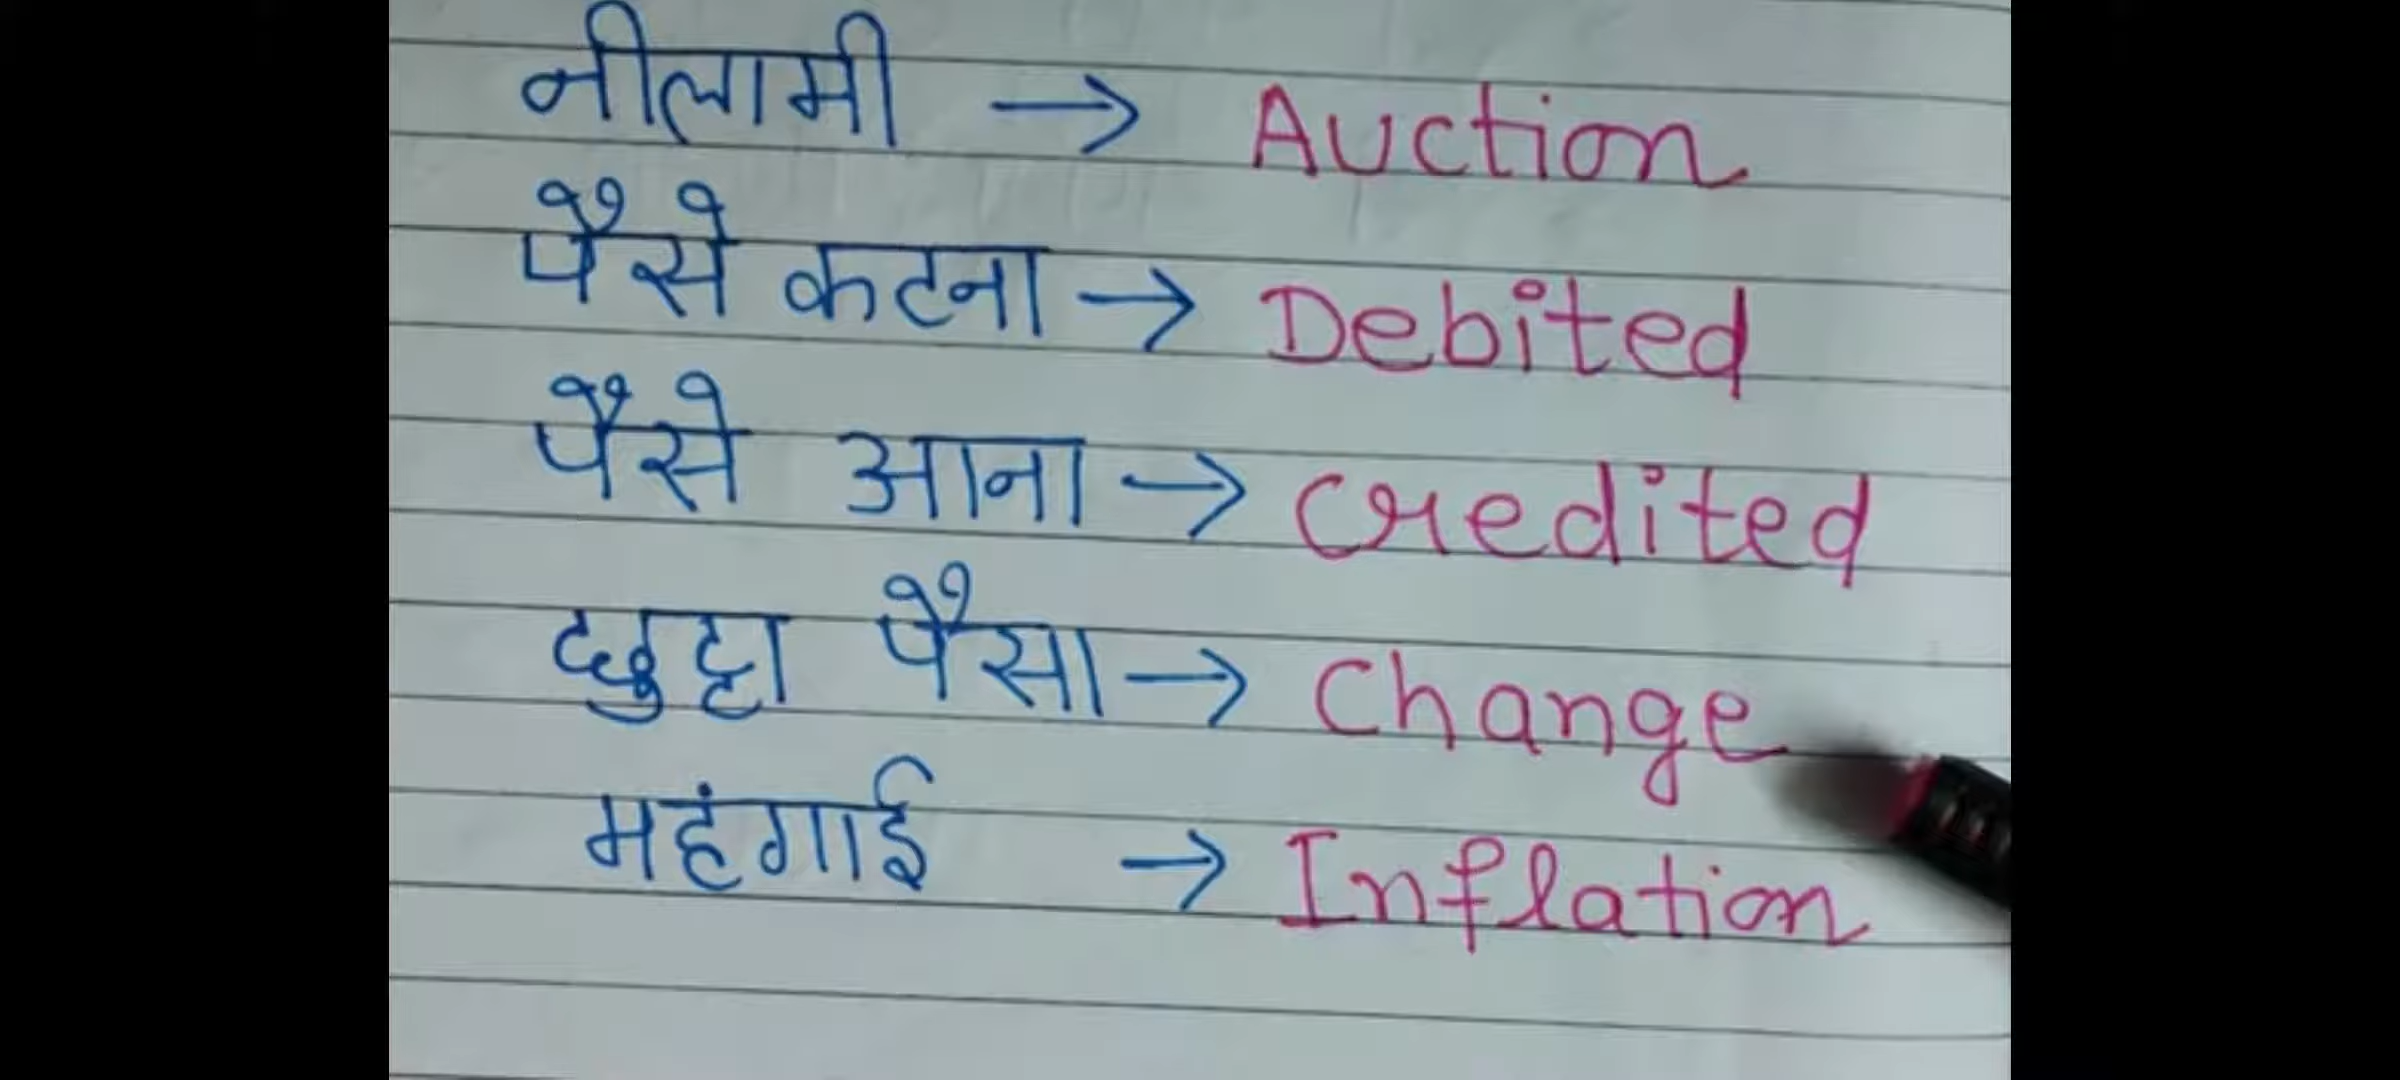 नीलामी → Auction
पैसे कटना → Debited
पैसे आना → Credited
छुट्टा पैसा → Change
महंगाई → Inflation